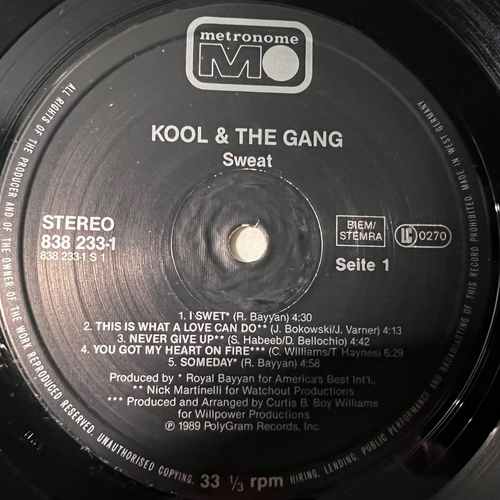 metronome
MO
KOOL & THE GANG
Sweat
STEREO
838 233-1
838 233-1 S 1
BIEM/
STEMRA
LC 0270
Seite 1
1. I SWET* (R. Bayyan) 4:30
2. THIS IS WHAT A LOVE CAN DO** (J. Bokowski/J. Varner) 4:13
3. NEVER GIVE UP** (S. Habeeb/D. Bellochio) 4:42
4. YOU GOT MY HEART ON FIRE*** (C. Williams/T. Haynes) 6:29
5. SOMEDAY* (R. Bayyan) 4:58
Produced by * Royal Bayyan for America's Best Int'l.
** Nick Martinelli for Watchout Productions
*** Produced and Arranged by Curtis B. Boy Williams
for Willpower Productions
Ⓟ 1989 PolyGram Records, Inc.
33 1/3 rpm
ALL RIGHTS OF THE PRODUCER AND OF THE OWNER OF THE WORK REPRODUCED RESERVED. UNAUTHORISED COPYING, HIRING, LENDING, PUBLIC PERFORMANCE AND BROADCASTING OF THIS RECORD PROHIBITED. MADE IN WEST GERMANY